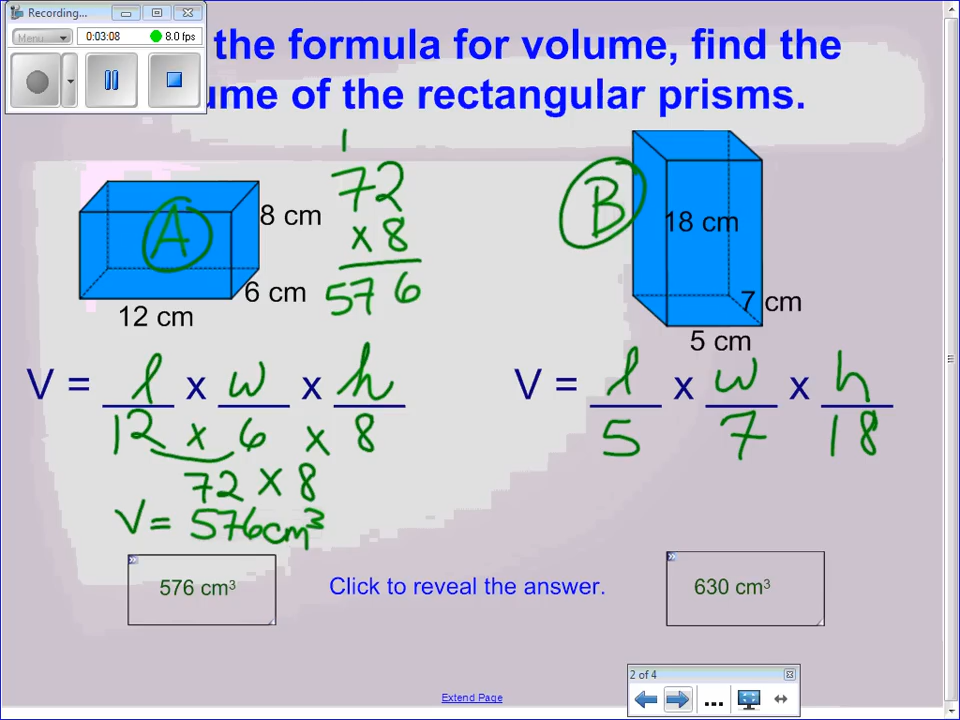 Recording...
Menu
0:03:08
8.0 fps
the formula for volume, find the
ume of the rectangular prisms.
1
72
x 8
576
A
8 cm
6 cm
12 cm
B
18 cm
7 cm
5 cm
V = l x w x h
12 x 6 x 8
72 x 8
V = 576cm³
V = l x w x h
5 7 18
576 cm³
Click to reveal the answer.
630 cm³
2 of 4
...
Extend Page